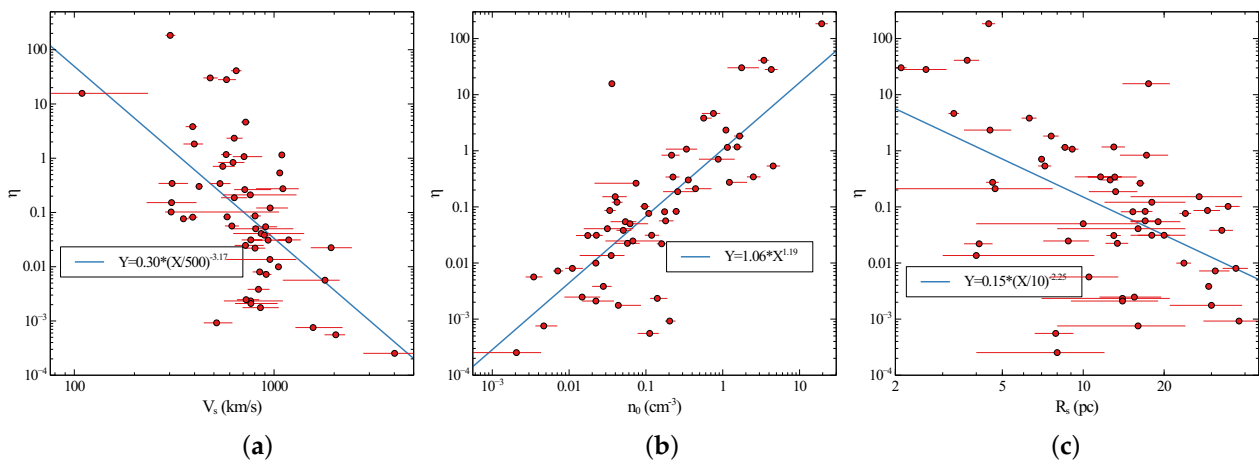 100
10
1
0.1
0.01
10⁻³
10⁻⁴
η
100
1000
V_s (km/s)
Y=0.30*(X/500)^-3.17
(a)
100
10
1
0.1
0.01
10⁻³
10⁻⁴
η
10⁻³
0.01
0.1
1
10
n₀ (cm⁻³)
Y=1.06*X^1.19
(b)
100
10
1
0.1
0.01
10⁻³
10⁻⁴
η
2
10
20
R_s (pc)
Y=0.15*(X/10)^-2.25
(c)